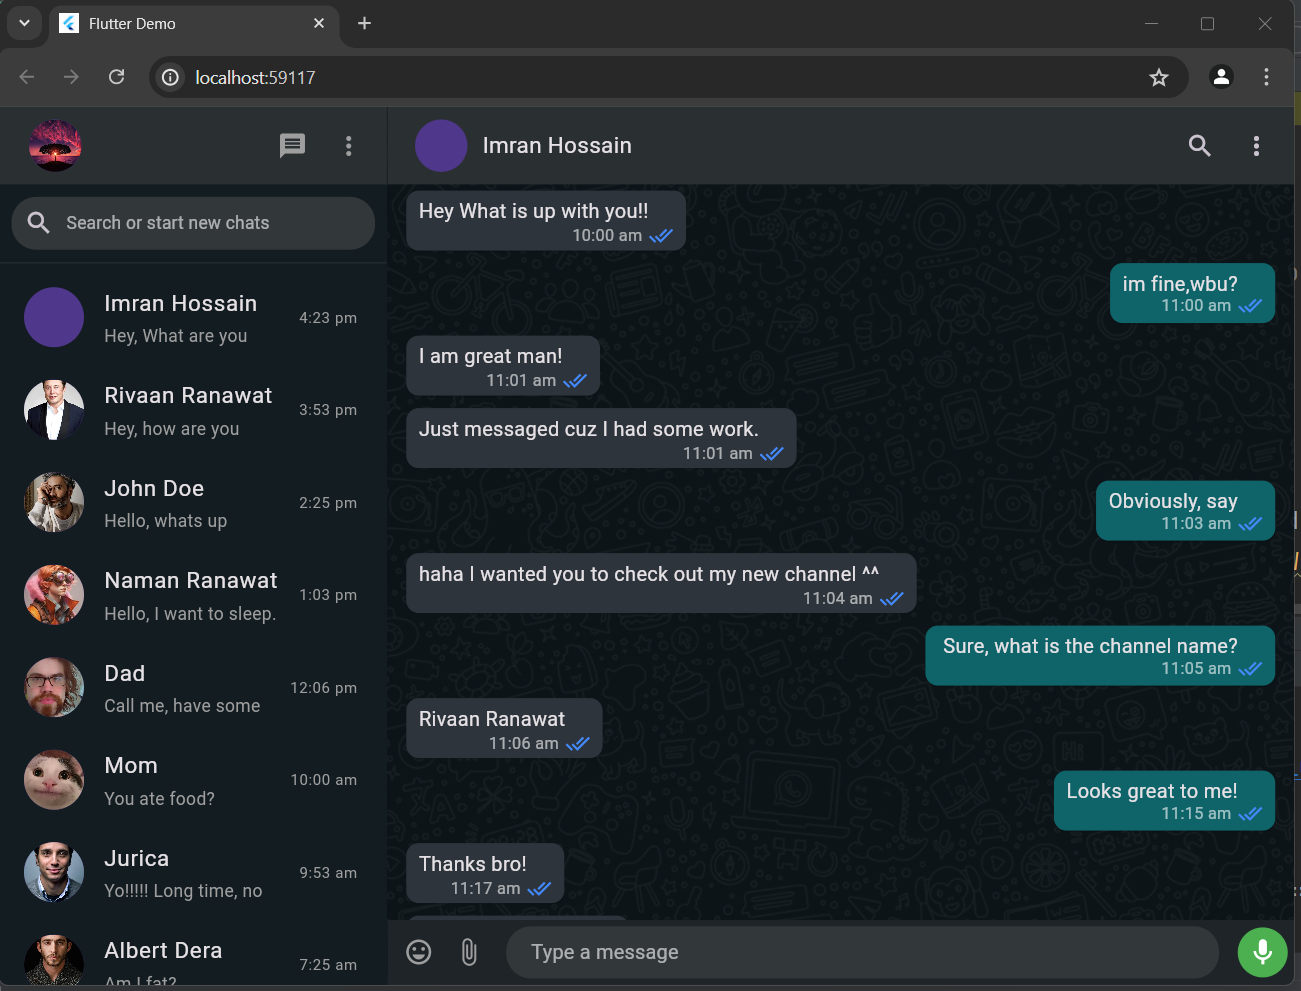 Flutter Demo
localhost:59117
Imran Hossain
Search or start new chats
Imran Hossain
4:23 pm
Hey, What are you
Rivaan Ranawat
3:53 pm
Hey, how are you
John Doe
2:25 pm
Hello, whats up
Naman Ranawat
1:03 pm
Hello, I want to sleep.
Dad
12:06 pm
Call me, have some
Mom
10:00 am
You ate food?
Jurica
9:53 am
Yo!!!!! Long time, no
Albert Dera
7:25 am
Am I fat?
Hey What is up with you!!
10:00 am
im fine,wbu?
11:00 am
I am great man!
11:01 am
Just messaged cuz I had some work.
11:01 am
Obviously, say
11:03 am
haha I wanted you to check out my new channel ^^
11:04 am
Sure, what is the channel name?
11:05 am
Rivaan Ranawat
11:06 am
Hi
Looks great to me!
11:15 am
Thanks bro!
11:17 am
Type a message